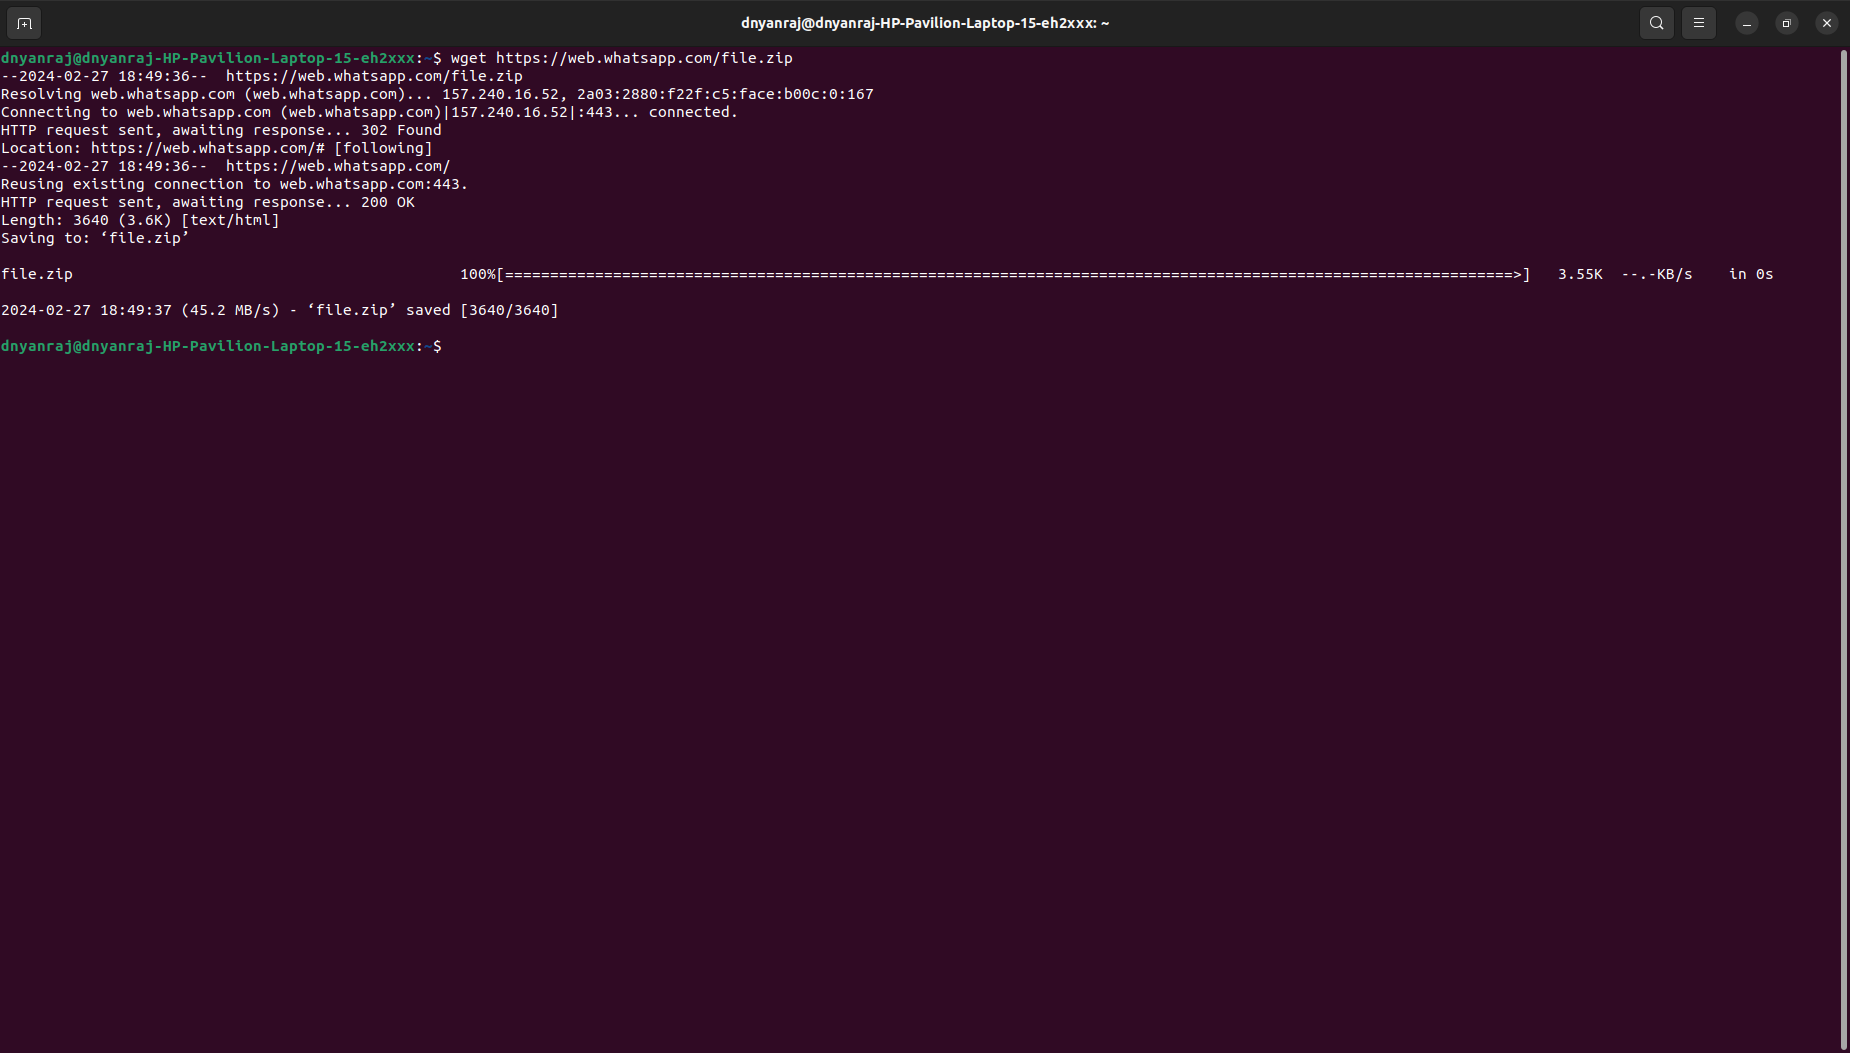 dnyanraj@dnyanraj-HP-Pavilion-Laptop-15-eh2xxx: ~
dnyanraj@dnyanraj-HP-Pavilion-Laptop-15-eh2xxx:~$ wget https://web.whatsapp.com/file.zip
--2024-02-27 18:49:36--  https://web.whatsapp.com/file.zip
Resolving web.whatsapp.com (web.whatsapp.com)... 157.240.16.52, 2a03:2880:f22f:c5:face:b00c:0:167
Connecting to web.whatsapp.com (web.whatsapp.com)|157.240.16.52|:443... connected.
HTTP request sent, awaiting response... 302 Found
Location: https://web.whatsapp.com/# [following]
--2024-02-27 18:49:36--  https://web.whatsapp.com/
Reusing existing connection to web.whatsapp.com:443.
HTTP request sent, awaiting response... 200 OK
Length: 3640 (3.6K) [text/html]
Saving to: ‘file.zip’
file.zip 100%[================================================================================================================>] 3.55K --.-KB/s in 0s
2024-02-27 18:49:37 (45.2 MB/s) - ‘file.zip’ saved [3640/3640]
dnyanraj@dnyanraj-HP-Pavilion-Laptop-15-eh2xxx:~$